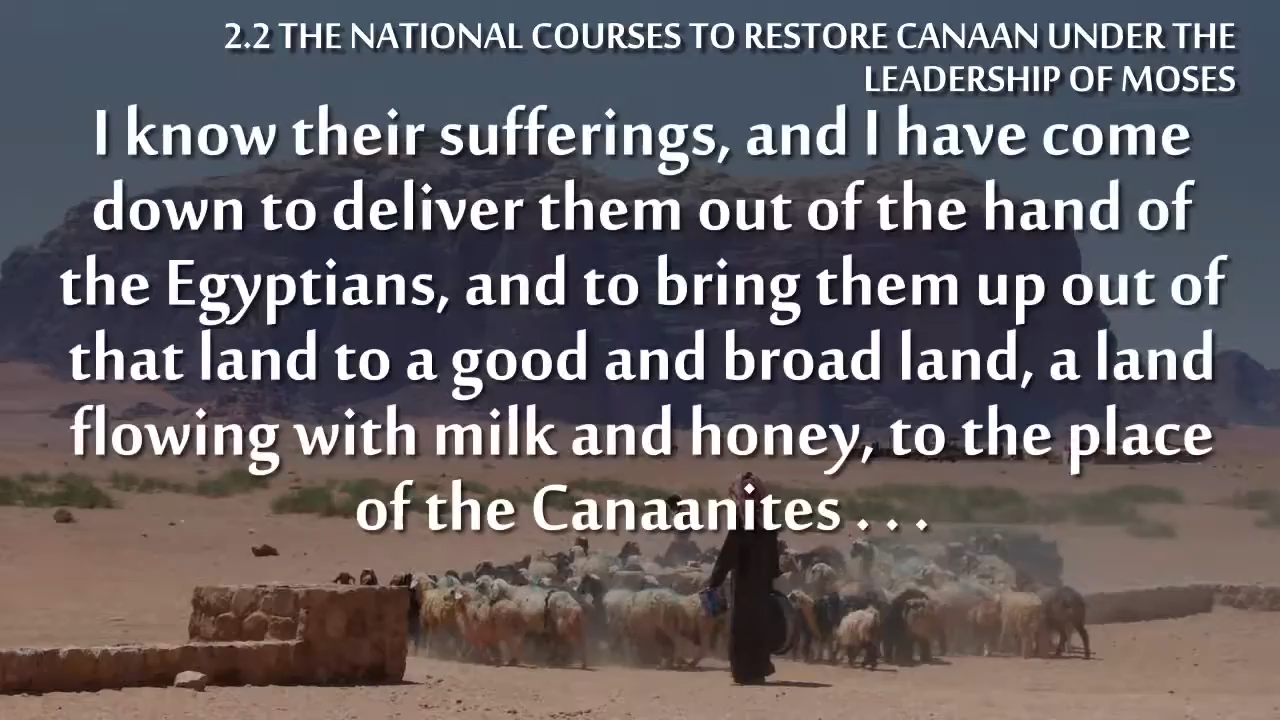 2.2 THE NATIONAL COURSES TO RESTORE CANAAN UNDER THE
LEADERSHIP OF MOSES
I know their sufferings, and I have come
down to deliver them out of the hand of
the Egyptians, and to bring them up out of
that land to a good and broad land, a land
flowing with milk and honey, to the place
of the Canaanites . . .